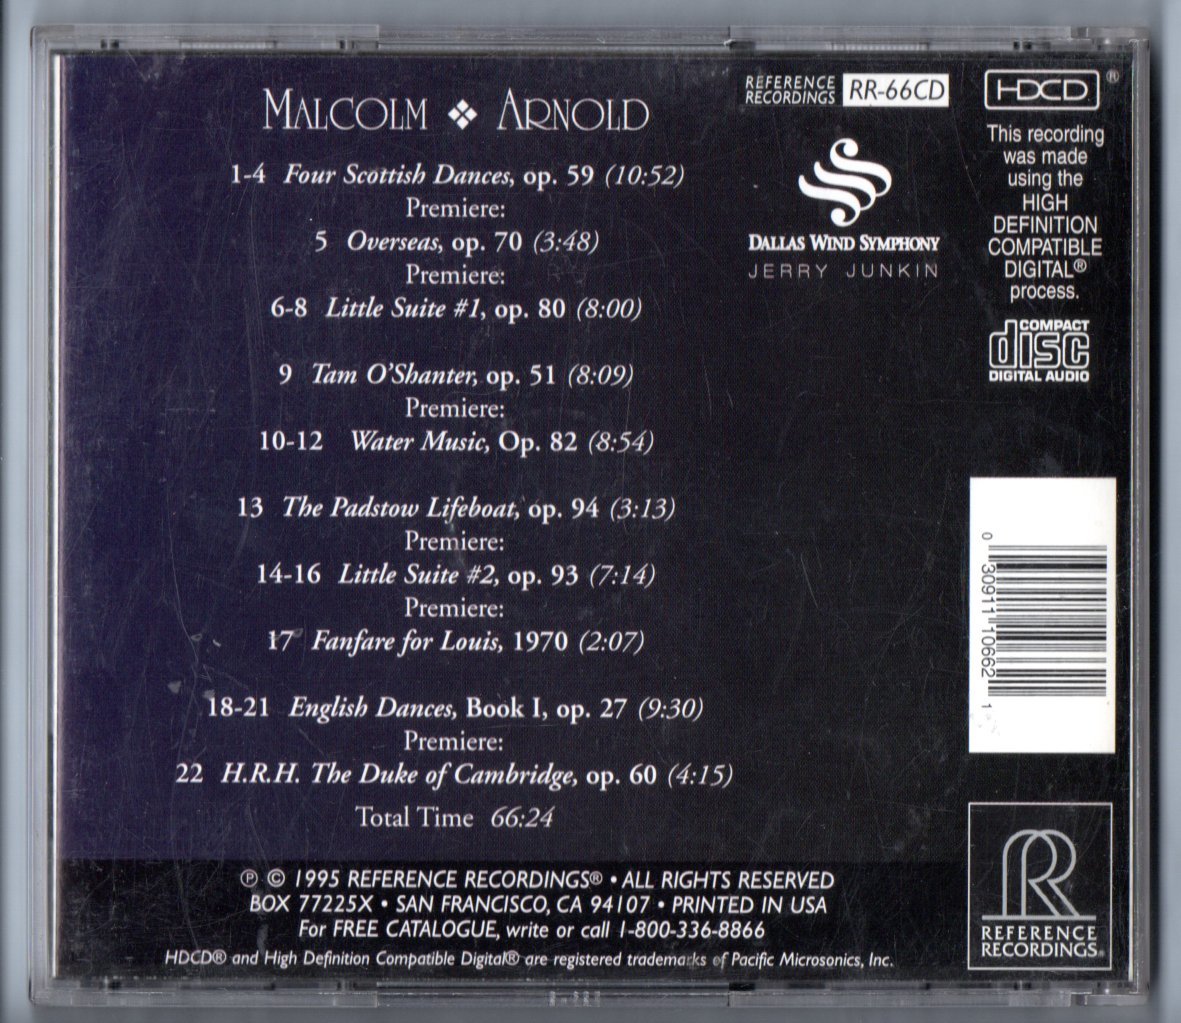 MALCOLM ❖ ARNOLD
1-4 Four Scottish Dances, op. 59 (10:52)
Premiere:
5 Overseas, op. 70 (3:48)
Premiere:
6-8 Little Suite #1, op. 80 (8:00)
9 Tam O'Shanter, op. 51 (8:09)
Premiere:
10-12 Water Music, Op. 82 (8:54)
13 The Padstow Lifeboat, op. 94 (3:13)
Premiere:
14-16 Little Suite #2, op. 93 (7:14)
Premiere:
17 Fanfare for Louis, 1970 (2:07)
18-21 English Dances, Book I, op. 27 (9:30)
Premiere:
22 H.R.H. The Duke of Cambridge, op. 60 (4:15)
Total Time 66:24
REFERENCE
RECORDINGS
RR-66CD
DALLAS WIND SYMPHONY
JERRY JUNKIN
HDCD®
This recording
was made
using the
HIGH
DEFINITION
COMPATIBLE
DIGITAL®
process.
COMPACT
disc
DIGITAL AUDIO
0 30911 10662 1
R
REFERENCE
RECORDINGS®
℗ © 1995 REFERENCE RECORDINGS® • ALL RIGHTS RESERVED
BOX 77225X • SAN FRANCISCO, CA 94107 • PRINTED IN USA
For FREE CATALOGUE, write or call 1-800-336-8866
HDCD® and High Definition Compatible Digital® are registered trademarks of Pacific Microsonics, Inc.